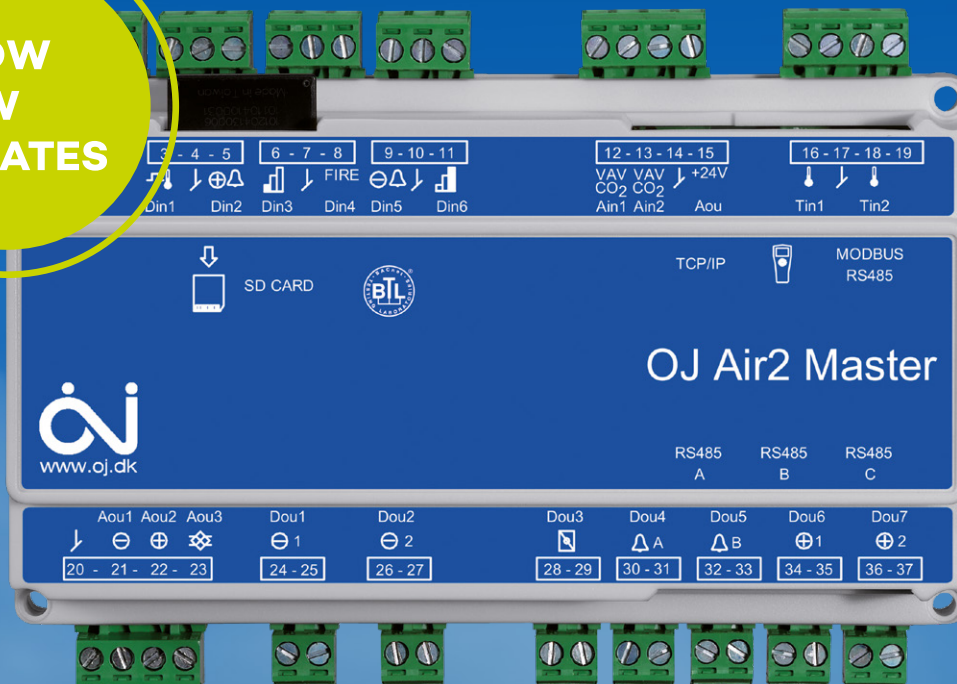 ATES
3 - 4 - 5
6 - 7 - 8
9 - 10 - 11
12 - 13 - 14 - 15
16 - 17 - 18 - 19
FIRE
VAV VAV +24V
CO2 CO2
Din1 Din2 Din3 Din4 Din5 Din6 Ain1 Ain2 Aou Tin1 Tin2
SD CARD
BTL
TCP/IP
MODBUS
RS485
OJ Air2 Master
www.oj.dk
RS485 RS485 RS485
A B C
Aou1 Aou2 Aou3 Dou1 Dou2 Dou3 Dou4 Dou5 Dou6 Dou7
1 2 A B 1 2
20 - 21 - 22 - 23
24 - 25
26 - 27
28 - 29
30 - 31
32 - 33
34 - 35
36 - 37